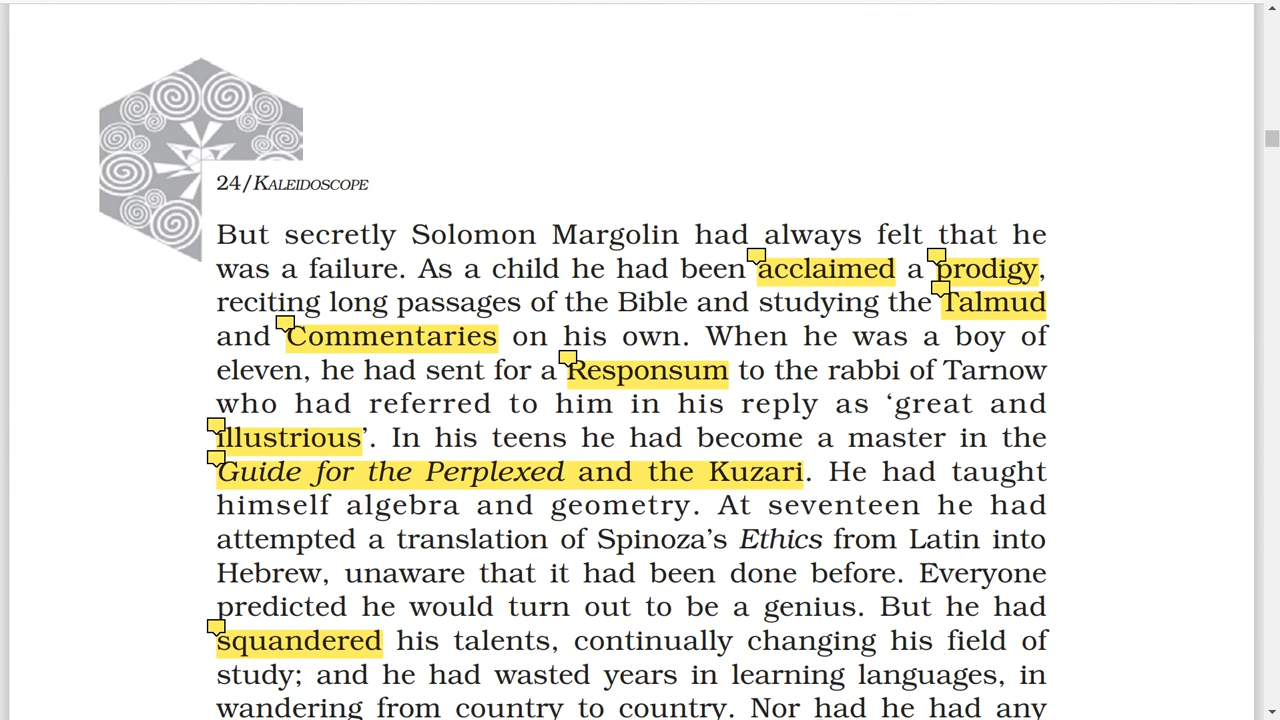 24/KALEIDOSCOPE
But secretly Solomon Margolin had always felt that he
was a failure. As a child he had been acclaimed a prodigy,
reciting long passages of the Bible and studying the Talmud
and Commentaries on his own. When he was a boy of
eleven, he had sent for a Responsum to the rabbi of Tarnow
who had referred to him in his reply as ‘great and
illustrious’. In his teens he had become a master in the
Guide for the Perplexed and the Kuzari. He had taught
himself algebra and geometry. At seventeen he had
attempted a translation of Spinoza’s Ethics from Latin into
Hebrew, unaware that it had been done before. Everyone
predicted he would turn out to be a genius. But he had
squandered his talents, continually changing his field of
study; and he had wasted years in learning languages, in
wandering from country to country. Nor had he had any